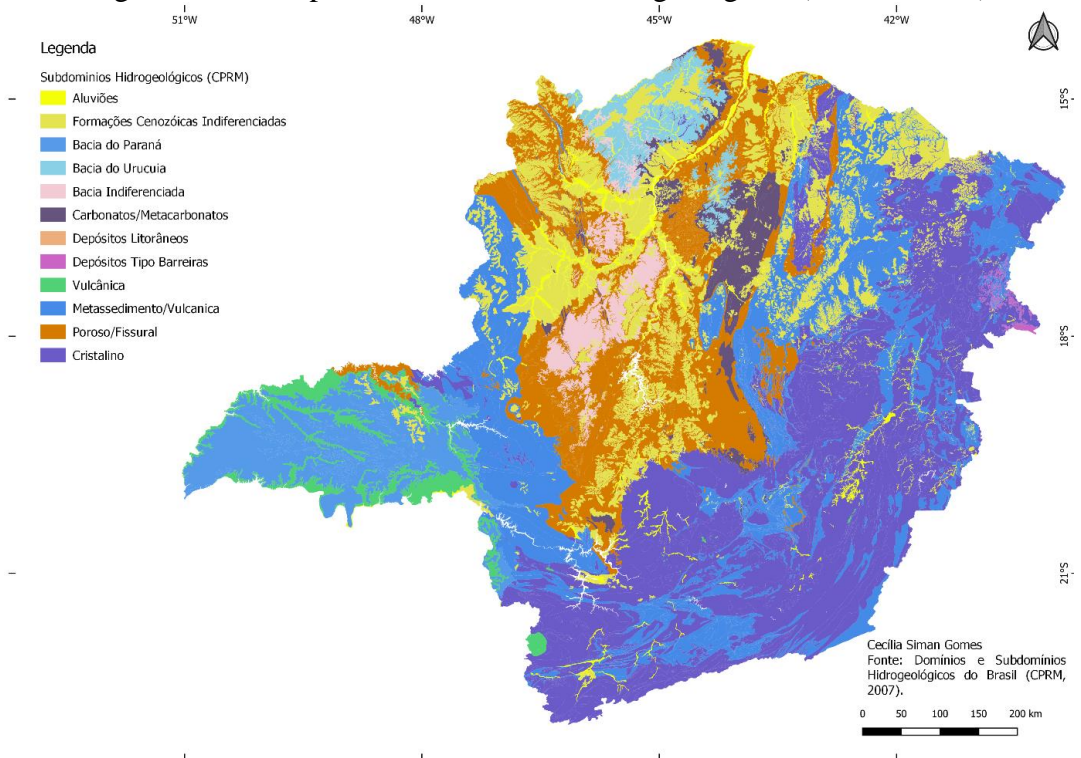 51°W
48°W
45°W
42°W
Legenda
Subdominios Hidrogeológicos (CPRM)
Aluviões
Formações Cenozóicas Indiferenciadas
Bacia do Paraná
Bacia do Urucuia
Bacia Indiferenciada
Carbonatos/Metacarbonatos
Depósitos Litorâneos
Depósitos Tipo Barreiras
Vulcânica
Metassedimento/Vulcanica
Poroso/Fissural
Cristalino
15°S
18°S
21°S
Cecília Siman Gomes
Fonte: Domínios e Subdomínios
Hidrogeológicos do Brasil (CPRM,
2007).
0 50 100 150 200 km